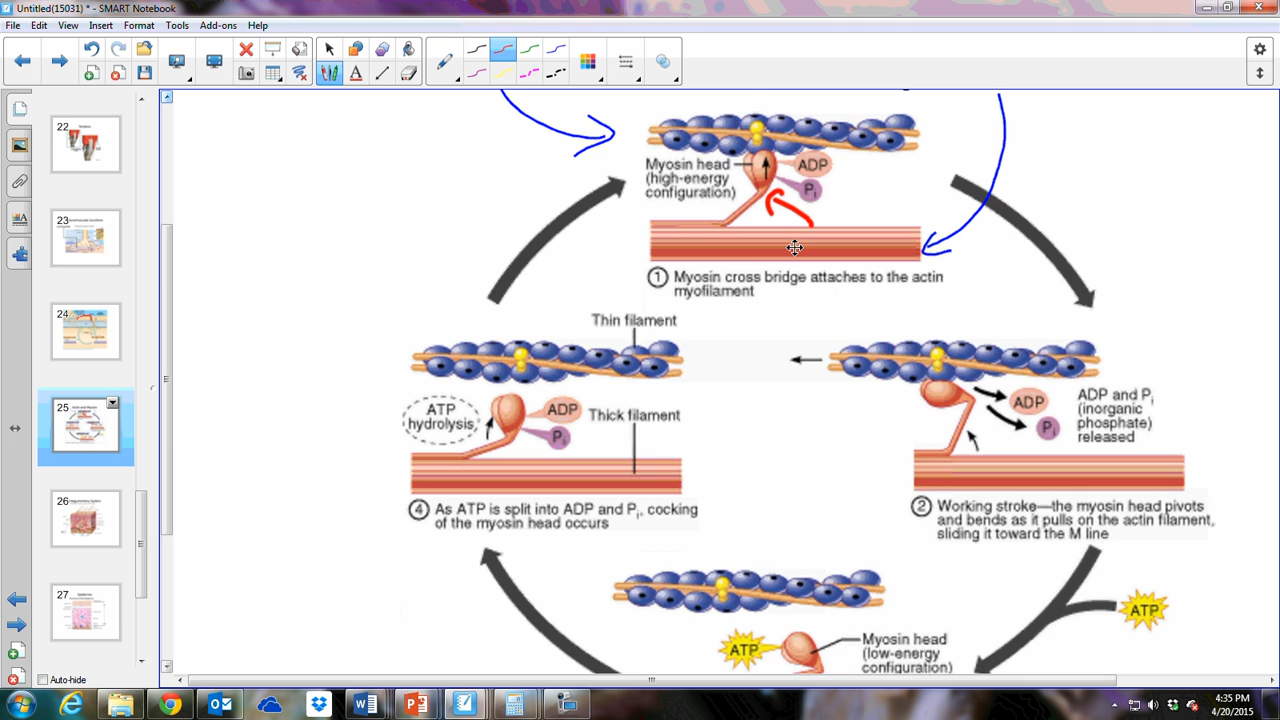 Untitled(15031) * - SMART Notebook
File Edit View Insert Format Tools Add-ons Help
22
23
24
25
26
27
Auto-hide
Myosin head
(high-energy
configuration)
ADP
Pi
1 Myosin cross bridge attaches to the actin
myofilament
Thin filament
ATP
hydrolysis
ADP
Pi
Thick filament
4 As ATP is split into ADP and Pi, cocking
of the myosin head occurs
ADP
Pi
ADP and Pi
(inorganic
phosphate)
released
2 Working stroke—the myosin head pivots
and bends as it pulls on the actin filament,
sliding it toward the M line
ATP
ATP
Myosin head
(low-energy
configuration)
4:35 PM
4/20/2015